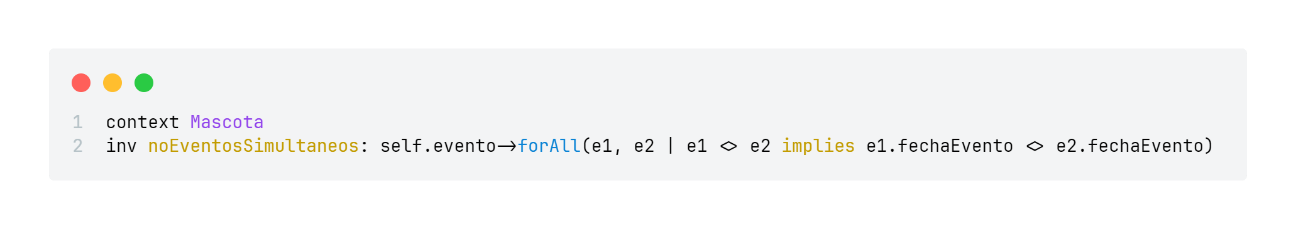 1 context Mascota
2 inv noEventosSimultaneos: self.evento->forAll(e1, e2 | e1 <> e2 implies e1.fechaEvento <> e2.fechaEvento)